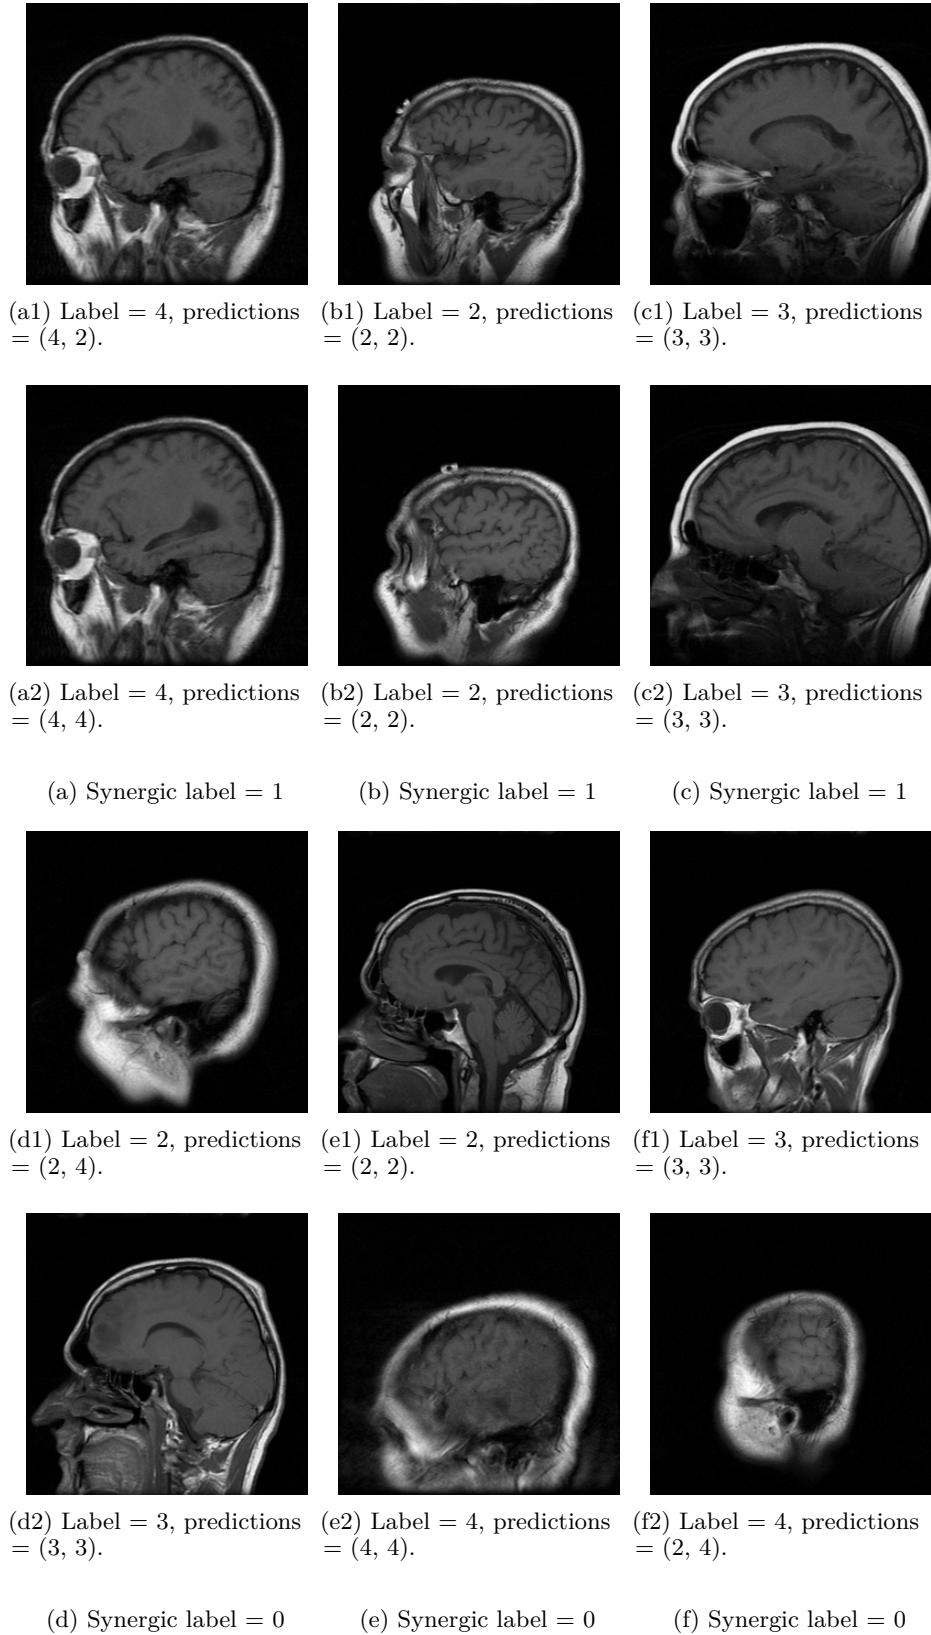 (a1) Label = 4, predictions
= (4, 2).
(b1) Label = 2, predictions
= (2, 2).
(c1) Label = 3, predictions
= (3, 3).
(a2) Label = 4, predictions
= (4, 4).
(b2) Label = 2, predictions
= (2, 2).
(c2) Label = 3, predictions
= (3, 3).
(a) Synergic label = 1
(b) Synergic label = 1
(c) Synergic label = 1
(d1) Label = 2, predictions
= (2, 4).
(e1) Label = 2, predictions
= (2, 2).
(f1) Label = 3, predictions
= (3, 3).
(d2) Label = 3, predictions
= (3, 3).
(e2) Label = 4, predictions
= (4, 4).
(f2) Label = 4, predictions
= (2, 4).
(d) Synergic label = 0
(e) Synergic label = 0
(f) Synergic label = 0